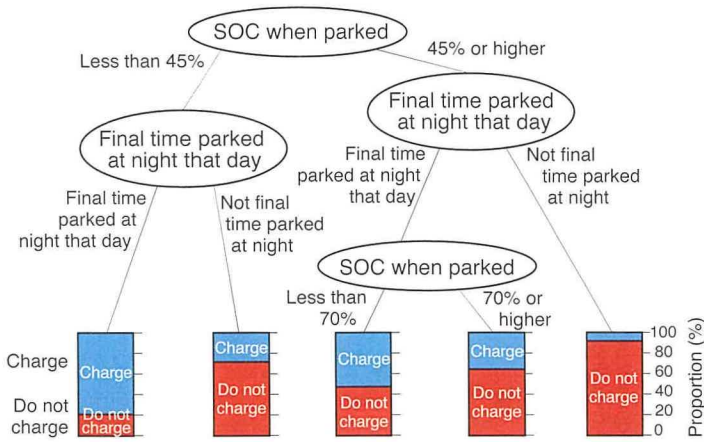 SOC when parked
Less than 45%
45% or higher
Final time parked
at night that day
Final time parked
at night that day
Final time
parked at
night that day
Not final
time parked
at night
Final time
parked at night
that day
Not final
time parked
at night
SOC when parked
Less than
70%
70% or
higher
Charge
Do not
charge
Charge
Do not
charge
Charge
Do not
charge
Charge
Do not
charge
Charge
Do not
charge
Do not
charge
100
80
60
40
20
0
Proportion (%)